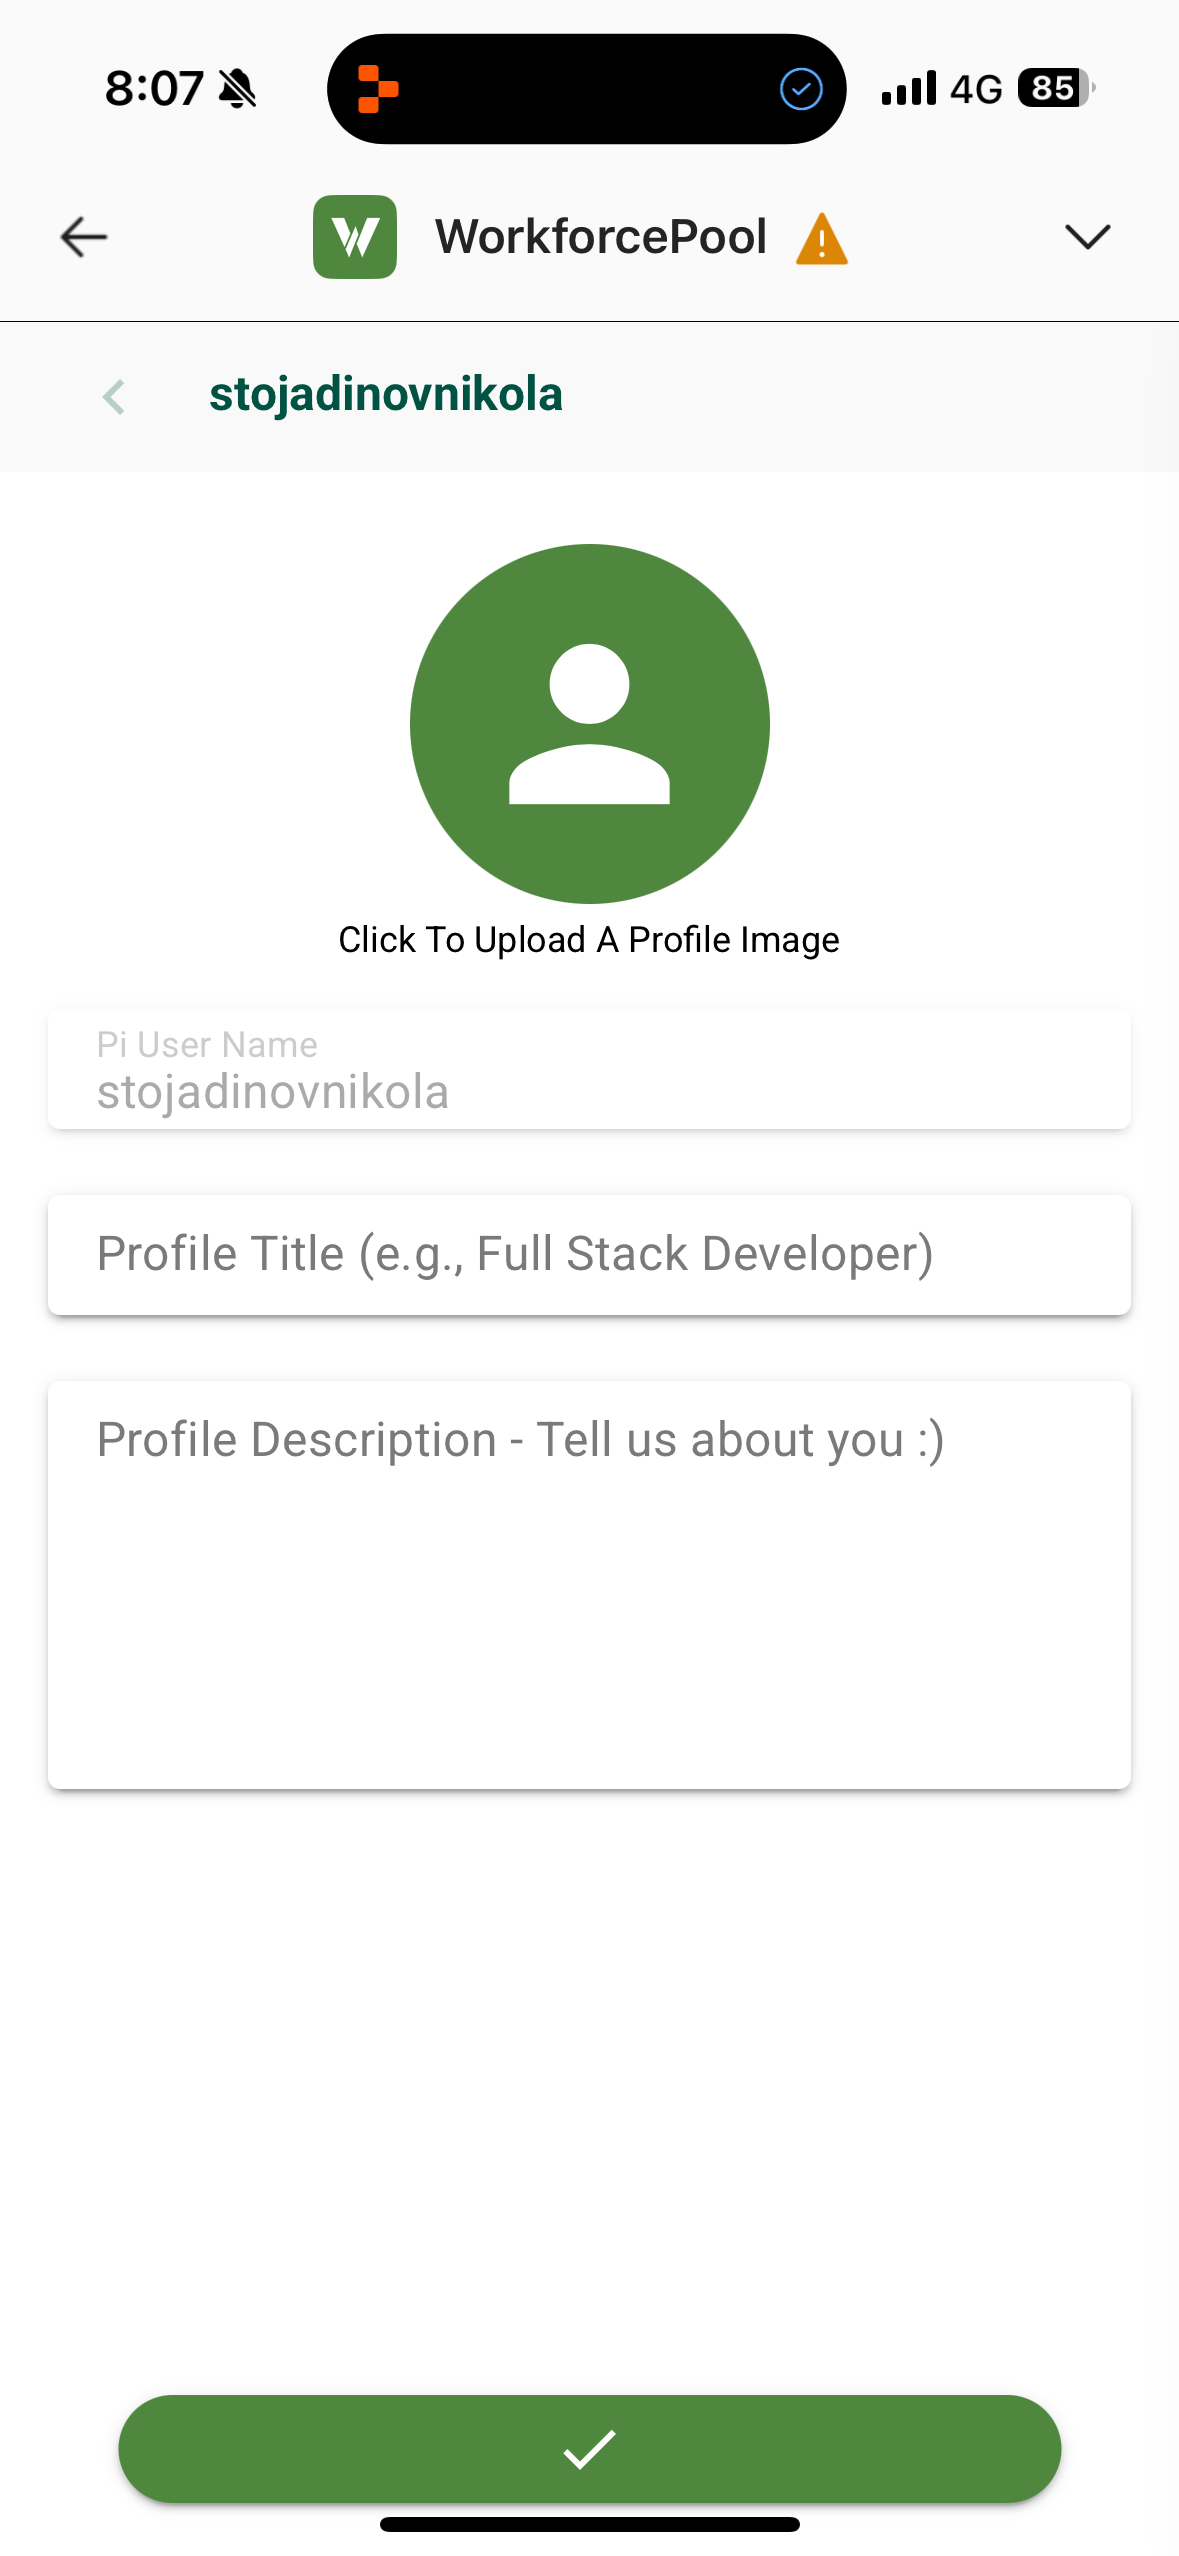 8:07
4G
85
WorkforcePool
stojadinovnikola
Click To Upload A Profile Image
Pi User Name
stojadinovnikola
Profile Title (e.g., Full Stack Developer)
Profile Description - Tell us about you :)